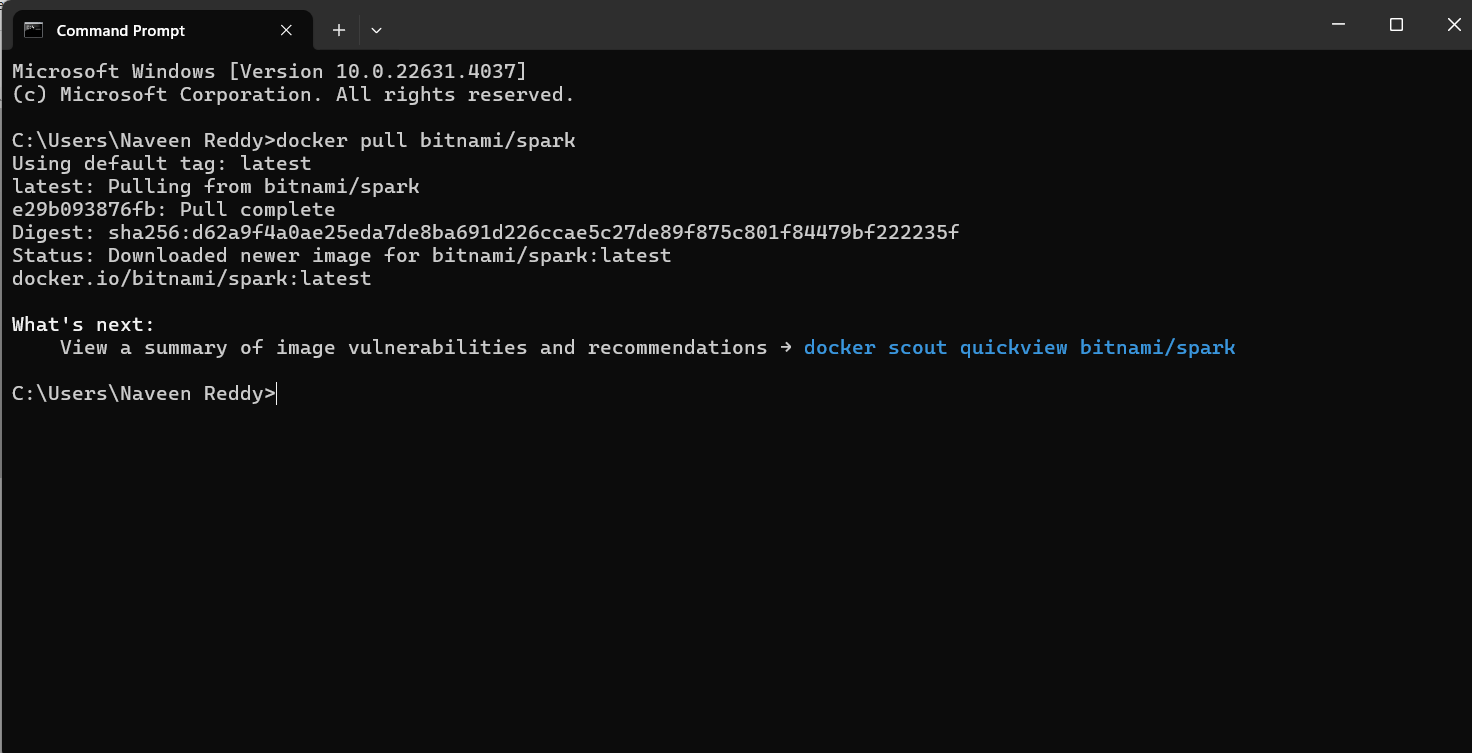 Command Prompt
Microsoft Windows [Version 10.0.22631.4037]
(c) Microsoft Corporation. All rights reserved.
C:\Users\Naveen Reddy>docker pull bitnami/spark
Using default tag: latest
latest: Pulling from bitnami/spark
e29b093876fb: Pull complete
Digest: sha256:d62a9f4a0ae25eda7de8ba691d226ccae5c27de89f875c801f84479bf222235f
Status: Downloaded newer image for bitnami/spark:latest
docker.io/bitnami/spark:latest
What's next:
    View a summary of image vulnerabilities and recommendations → docker scout quickview bitnami/spark
C:\Users\Naveen Reddy>